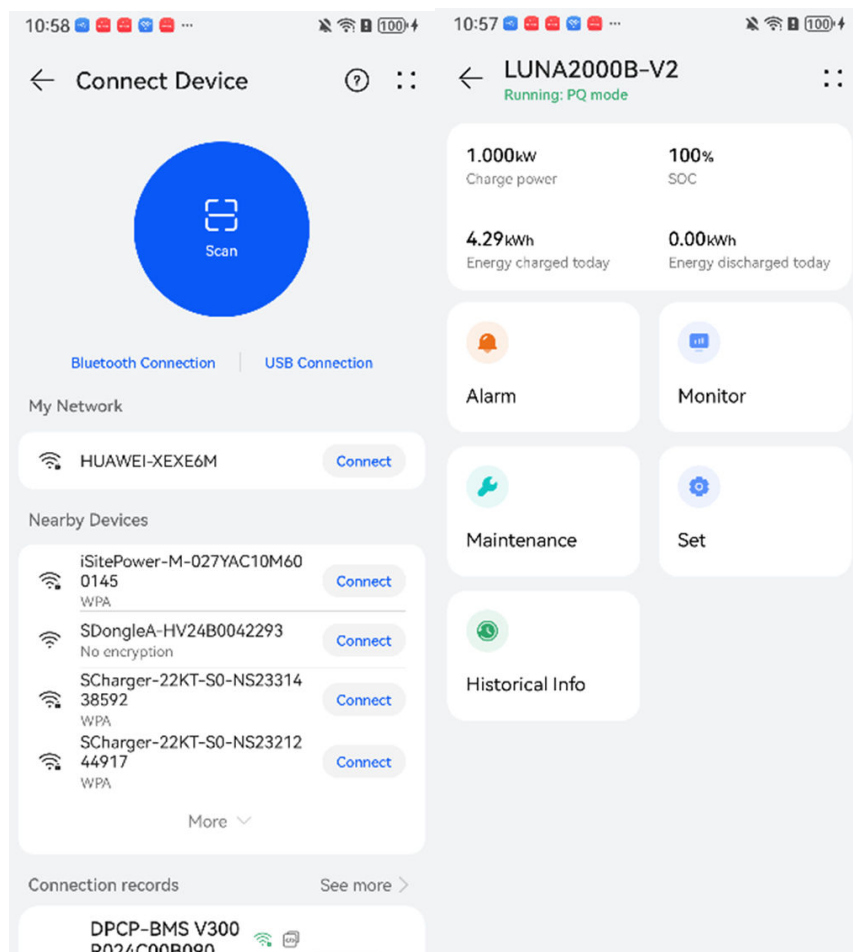 10:58
100
Connect Device
Scan
Bluetooth Connection
USB Connection
My Network
HUAWEI-XEXE6M
Connect
Nearby Devices
iSitePower-M-027YAC10M60
0145
WPA
Connect
SDongleA-HV24B0042293
No encryption
Connect
SCharger-22KT-S0-NS23314
38592
WPA
Connect
SCharger-22KT-S0-NS23212
44917
WPA
Connect
More
Connection records
See more
DPCP-BMS V300
R024C00B090
10:57
100
LUNA2000B-V2
Running: PQ mode
1.000kW
Charge power
100%
SOC
4.29kWh
Energy charged today
0.00kWh
Energy discharged today
Alarm
Monitor
Maintenance
Set
Historical Info